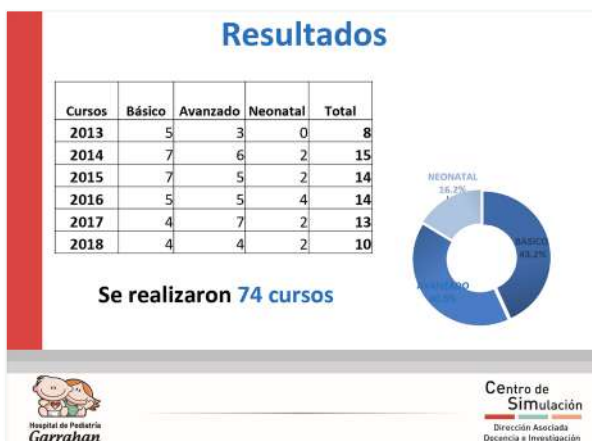 Resultados
Cursos Básico Avanzado Neonatal Total
2013 5 3 0 8
2014 7 6 2 15
2015 7 5 2 14
2016 5 5 4 14
2017 4 7 2 13
2018 4 4 2 10
NEONATAL
16.2%
BASICO
43.2%
AVANZADO
Se realizaron 74 cursos
Hospital de Pediatría
Garrahan
Centro de
Simulación
Dirección Asociada
Docencia e Investigación